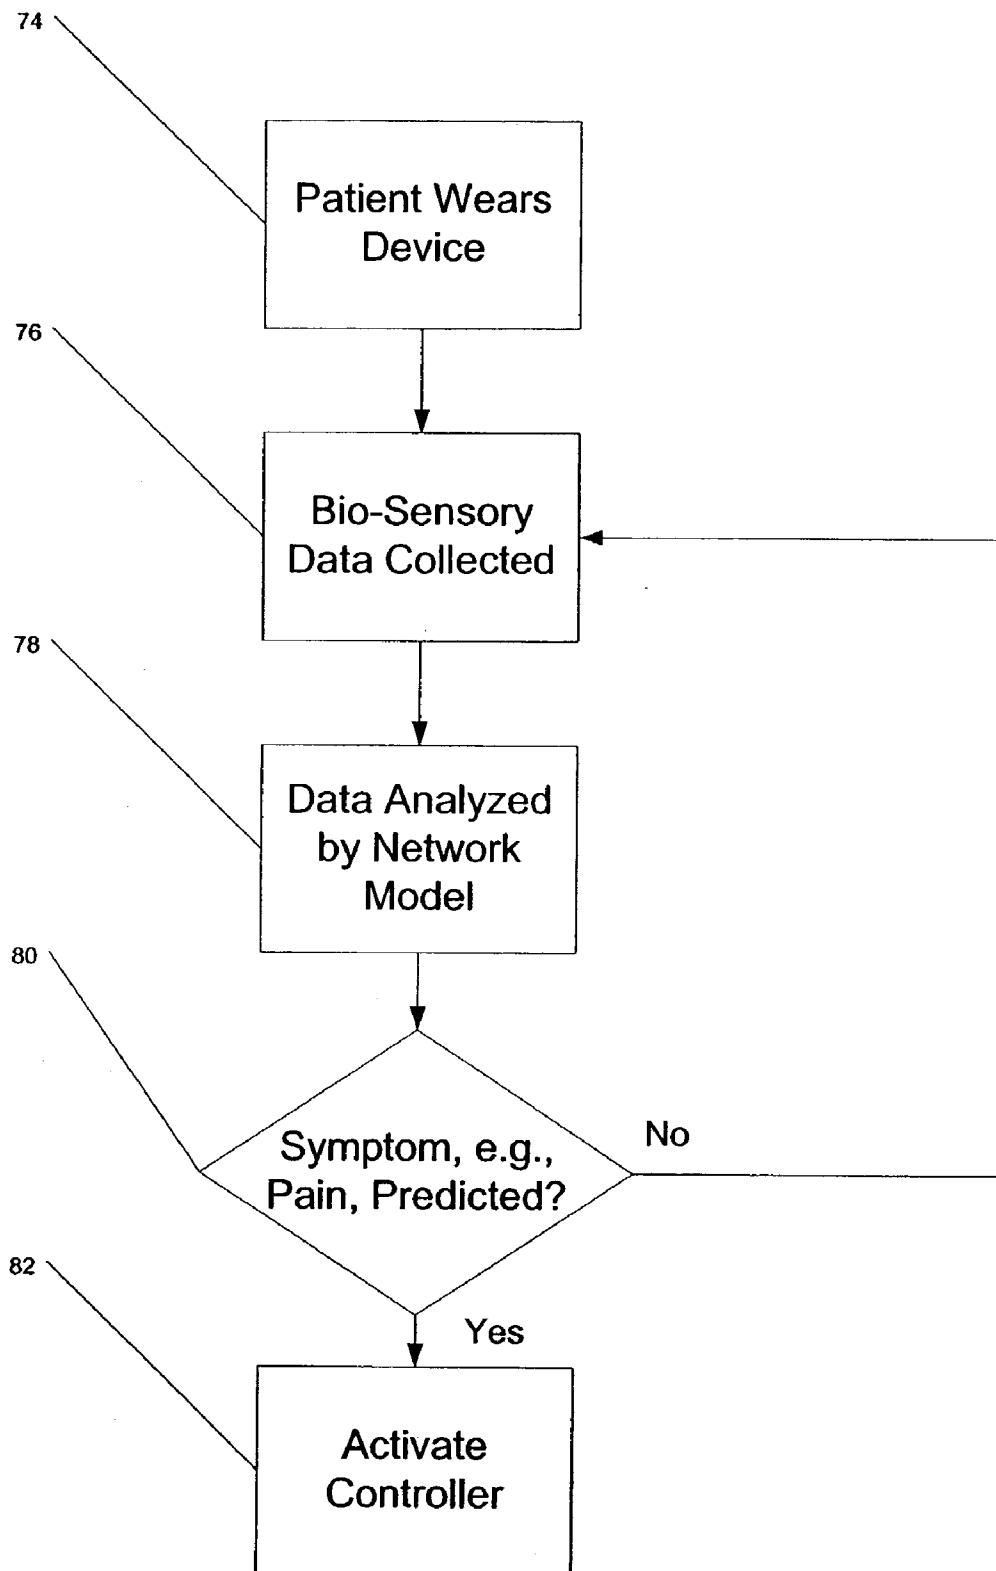 74
Patient Wears
Device
76
Bio-Sensory
Data Collected
78
Data Analyzed
by Network
Model
80
Symptom, e.g.,
Pain, Predicted?
No
Yes
82
Activate
Controller